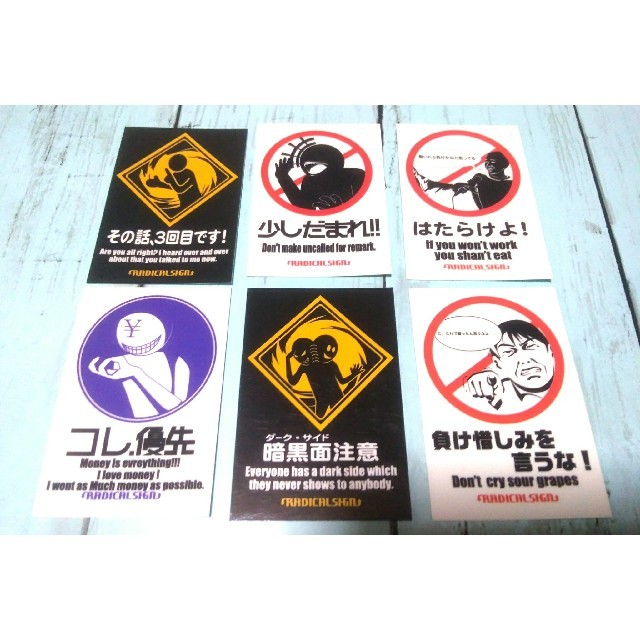 その話、3回目です!
Are you all right? I heard over and over
about that you talked to me now.
「RADICALSIGN」
少しだまれ!!
Don't make uncalled for remark.
「RADICALSIGN」
はたらけよ!
If you won't work
you shan't eat
「RADICALSIGN」
¥
コレ、優先
Money is evroything!!!
I love money!
I wont as Much money as possible.
「RADICALSIGN」
ダーク・サイド
暗黒面注意
Everyone has a dark side which
they never shows to anybody.
「RADICALSIGN」
負け惜しみを
言うな!
Don't cry sour grapes
「RADICALSIGN」